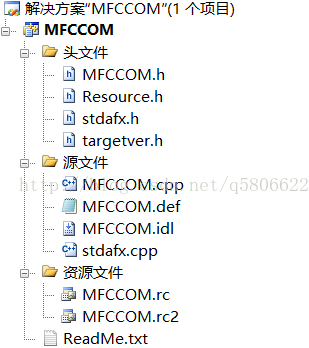 解决方案“MFCCOM”(1 个项目)
MFCCOM
头文件
MFCCOM.h
Resource.h
stdafx.h
targetver.h
源文件
MFCCOM.cpp
MFCCOM.def
MFCCOM.idl
stdafx.cpp
资源文件
MFCCOM.rc
MFCCOM.rc2
ReadMe.txt